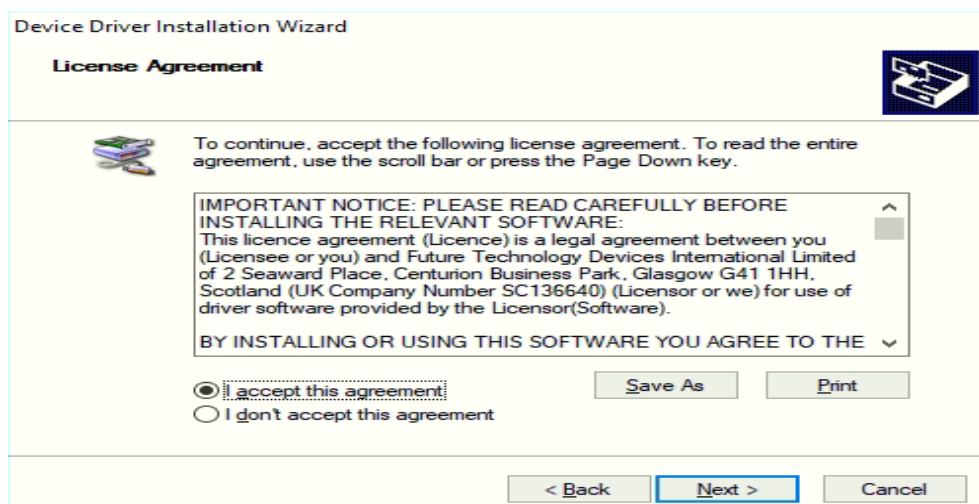 Device Driver Installation Wizard
License Agreement
To continue, accept the following license agreement. To read the entire
agreement, use the scroll bar or press the Page Down key.
IMPORTANT NOTICE: PLEASE READ CAREFULLY BEFORE
INSTALLING THE RELEVANT SOFTWARE:
This licence agreement (Licence) is a legal agreement between you
(Licensee or you) and Future Technology Devices International Limited
of 2 Seaward Place, Centurion Business Park, Glasgow G41 1HH,
Scotland (UK Company Number SC136640) (Licensor or we) for use of
driver software provided by the Licensor(Software).
BY INSTALLING OR USING THIS SOFTWARE YOU AGREE TO THE
I accept this agreement
Save As
Print
I don't accept this agreement
< Back
Next >
Cancel